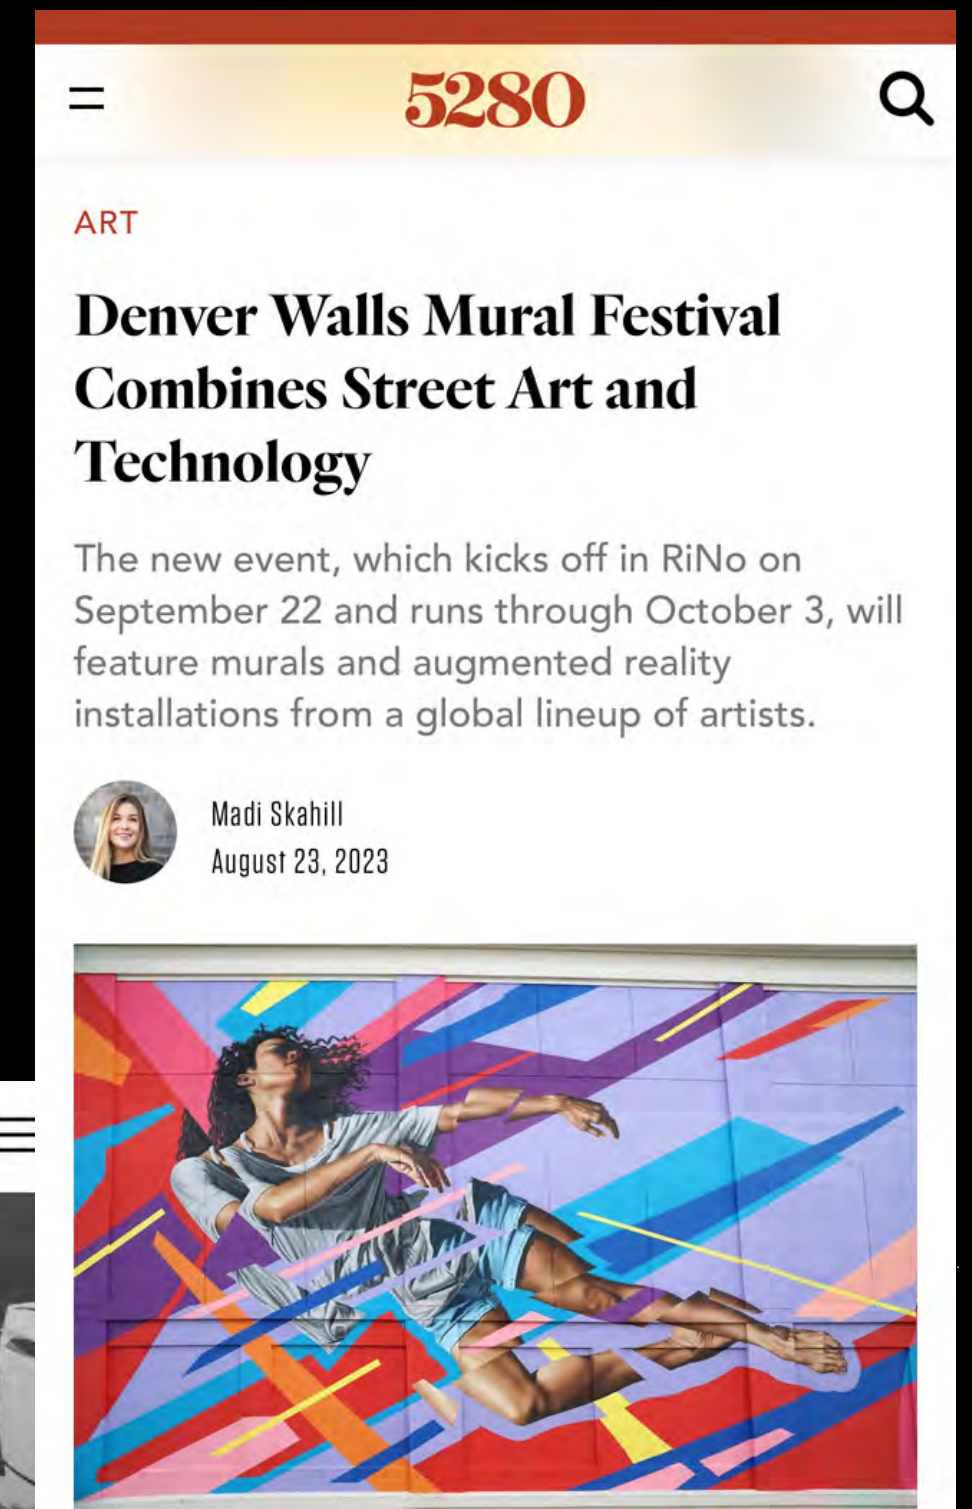 5280
ART
Denver Walls Mural Festival
Combines Street Art and
Technology
The new event, which kicks off in RiNo on
September 22 and runs through October 3, will
feature murals and augmented reality
installations from a global lineup of artists.
Madi Skahill
August 23, 2023